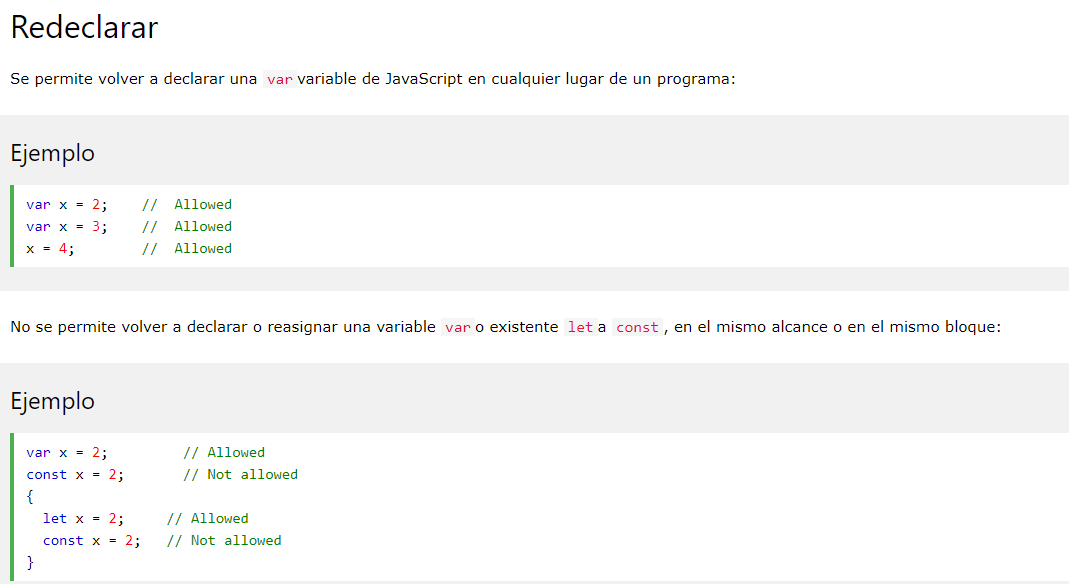 Redeclarar
Se permite volver a declarar una var variable de JavaScript en cualquier lugar de un programa:
Ejemplo
var x = 2;    //  Allowed
var x = 3;    //  Allowed
x = 4;        //  Allowed
No se permite volver a declarar o reasignar una variable var o existente let a const, en el mismo alcance o en el mismo bloque:
Ejemplo
var x = 2;         // Allowed
const x = 2;       // Not allowed
{
  let x = 2;     // Allowed
  const x = 2;   // Not allowed
}